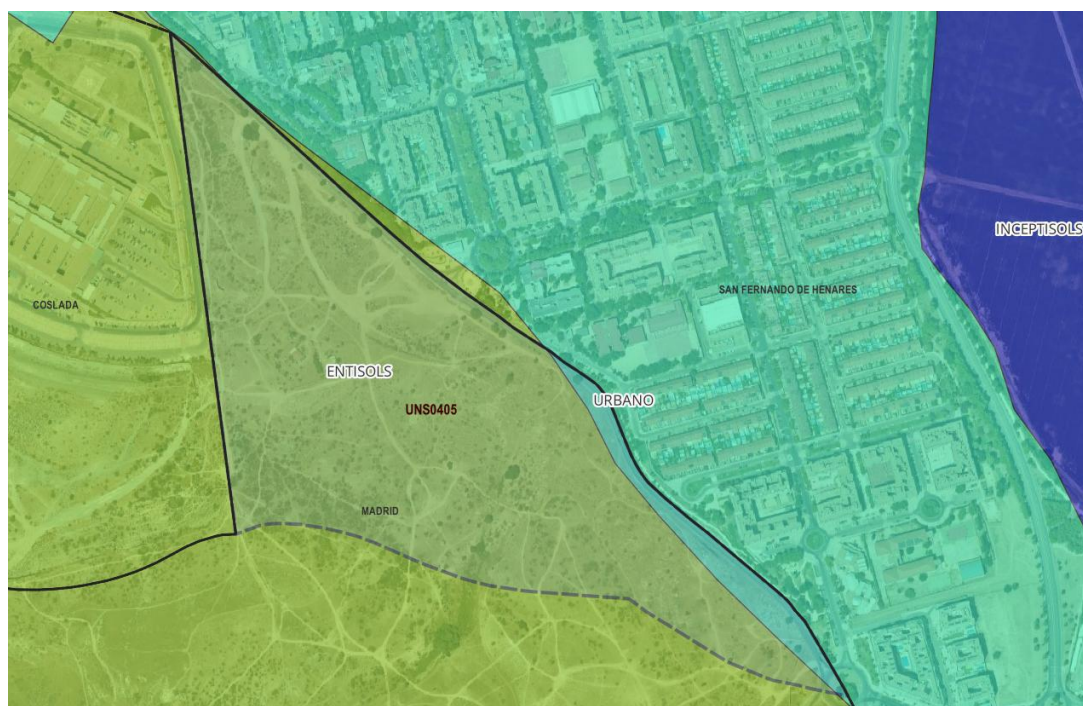 INCEPTISOLS
SAN FERNANDO DE HENARES
COSLADA
ENTISOLS
URBANO
UNS0405
MADRID